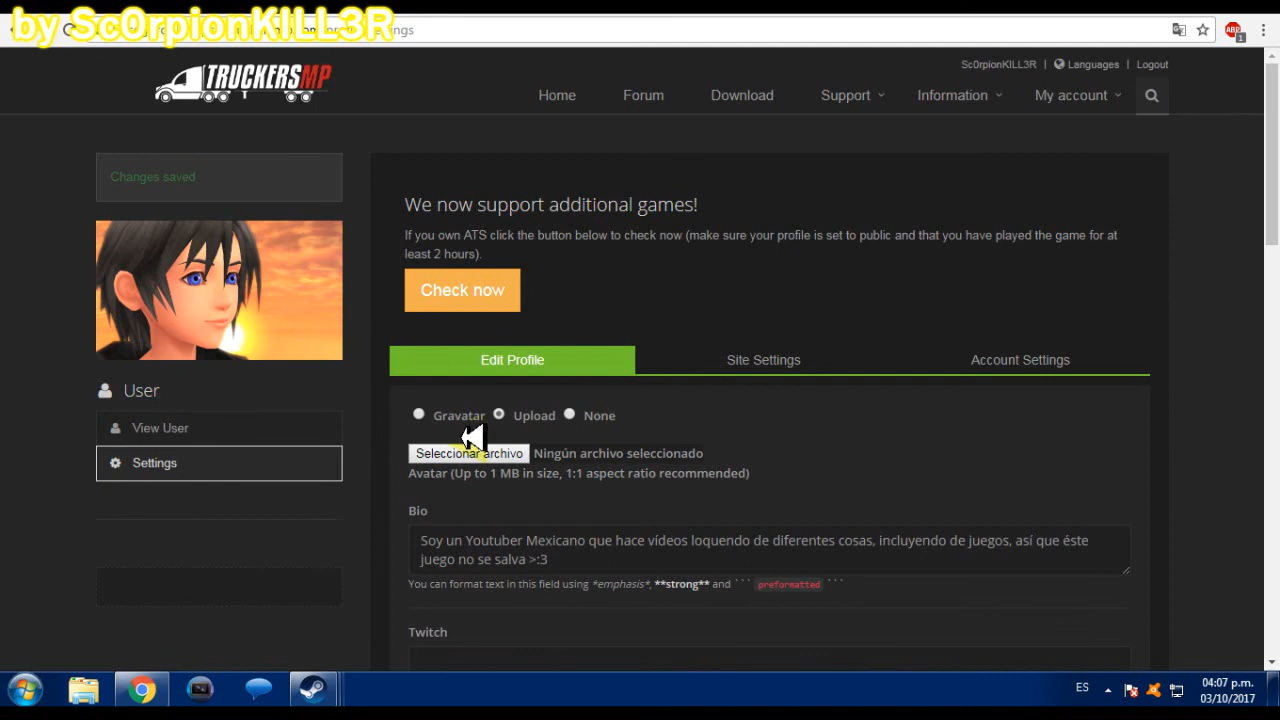 by Sc0rpionKILL3R
ngs
ABP
1
TRUCKERSMP
Sc0rpionKILL3R | Languages | Logout
Home Forum Download Support Information My account
Changes saved
We now support additional games!
If you own ATS click the button below to check now (make sure your profile is set to public and that you have played the game for at
least 2 hours).
Check now
Edit Profile Site Settings Account Settings
User
View User
Settings
Gravatar Upload None
Seleccionar archivo Ningún archivo seleccionado
Avatar (Up to 1 MB in size, 1:1 aspect ratio recommended)
Bio
Soy un Youtuber Mexicano que hace vídeos loquendo de diferentes cosas, incluyendo de juegos, así que éste
juego no se salva >:3
You can format text in this field using *emphasis*, **strong** and ``` preformatted ```
Twitch
ES
04:07 p.m.
03/10/2017